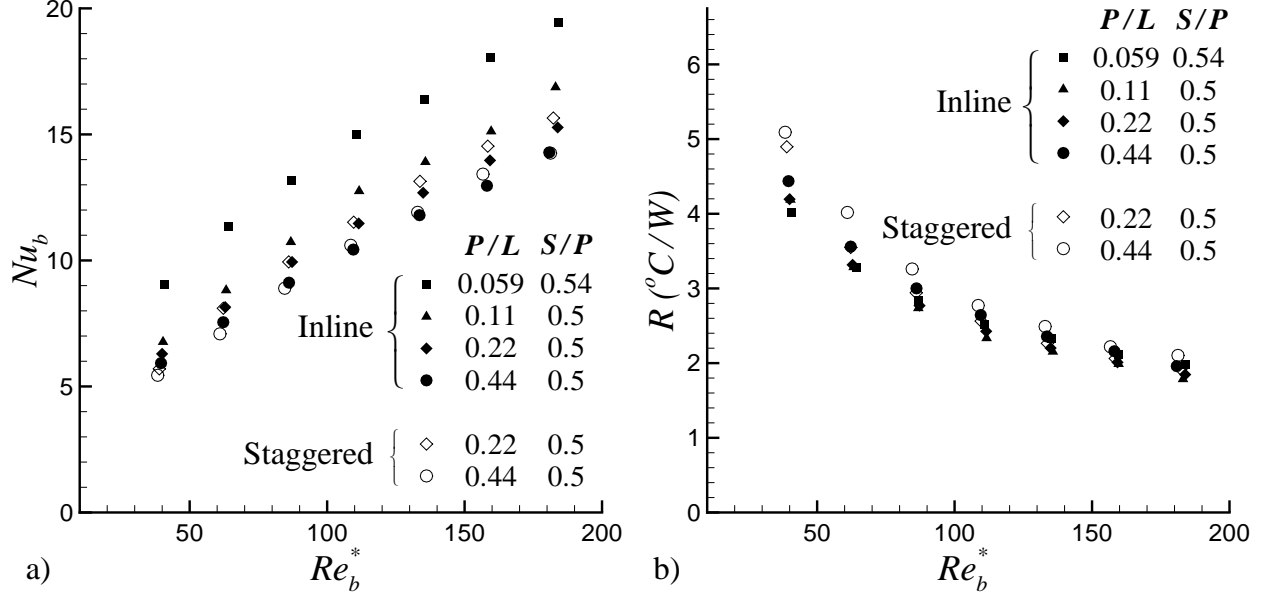 20
15
10
5
0
50
100
150
200
Nu_b
Re_b^*
a)
P/L S/P
Inline
0.059 0.54
0.11 0.5
0.22 0.5
0.44 0.5
Staggered
0.22 0.5
0.44 0.5
6
5
4
3
2
1
0
50
100
150
200
R (°C/W)
Re_b^*
b)
P/L S/P
Inline
0.059 0.54
0.11 0.5
0.22 0.5
0.44 0.5
Staggered
0.22 0.5
0.44 0.5